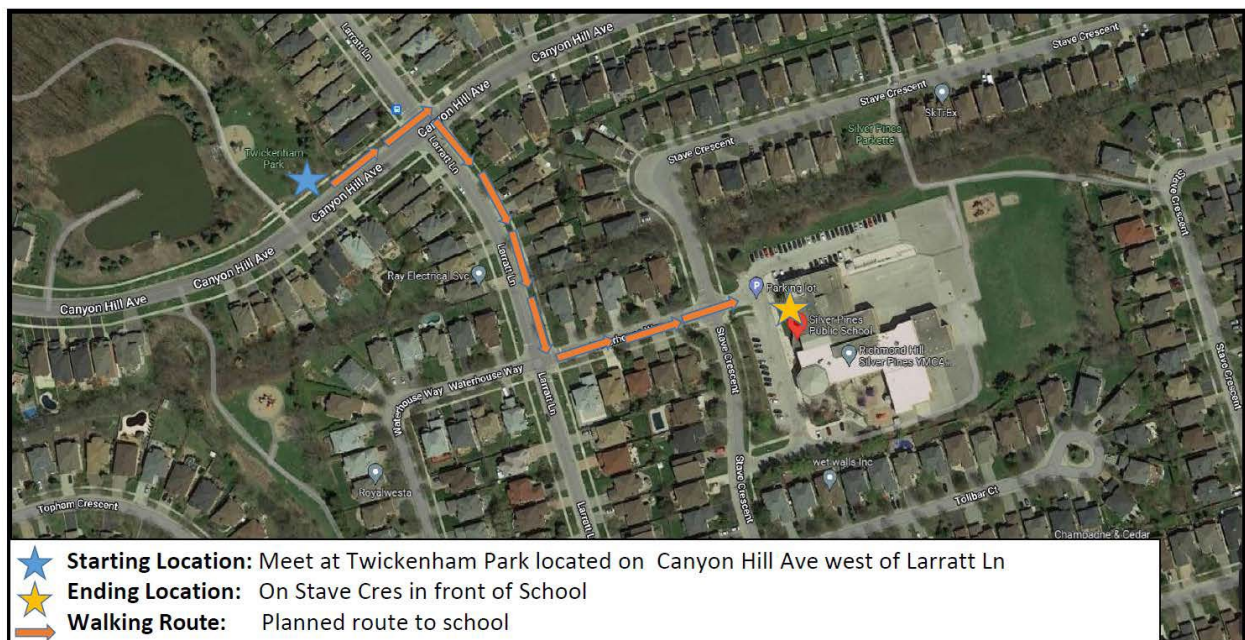 Larratt Ln
Canyon Hill Ave
Canyon Hill Ave
Stave Crescent
Stave Crescent
SkTrEx
Silver Pines
Parkette
Larratt Ln
Stave Crescent
Twickenham
Park
Canyon Hill Ave
Stave Crescent
Canyon Hill Ave
Larratt Ln
Ray Electrical Svc
Canyon Hill Ave
P
Parking lot
Silver Pines
Public School
Richmond Hill
Silver Pines YMCA...
Stave Crescent
Waterhouse Way
Waterhouse Way
Larratt Ln
Stave Crescent
Stave Crescent
wet walls Inc
Royalwesta
Tolibar Ct
Topham Crescent
Larratt Ln
Champagne & Cedar
Starting Location: Meet at Twickenham Park located on Canyon Hill Ave west of Larratt Ln
Ending Location: On Stave Cres in front of School
Walking Route: Planned route to school